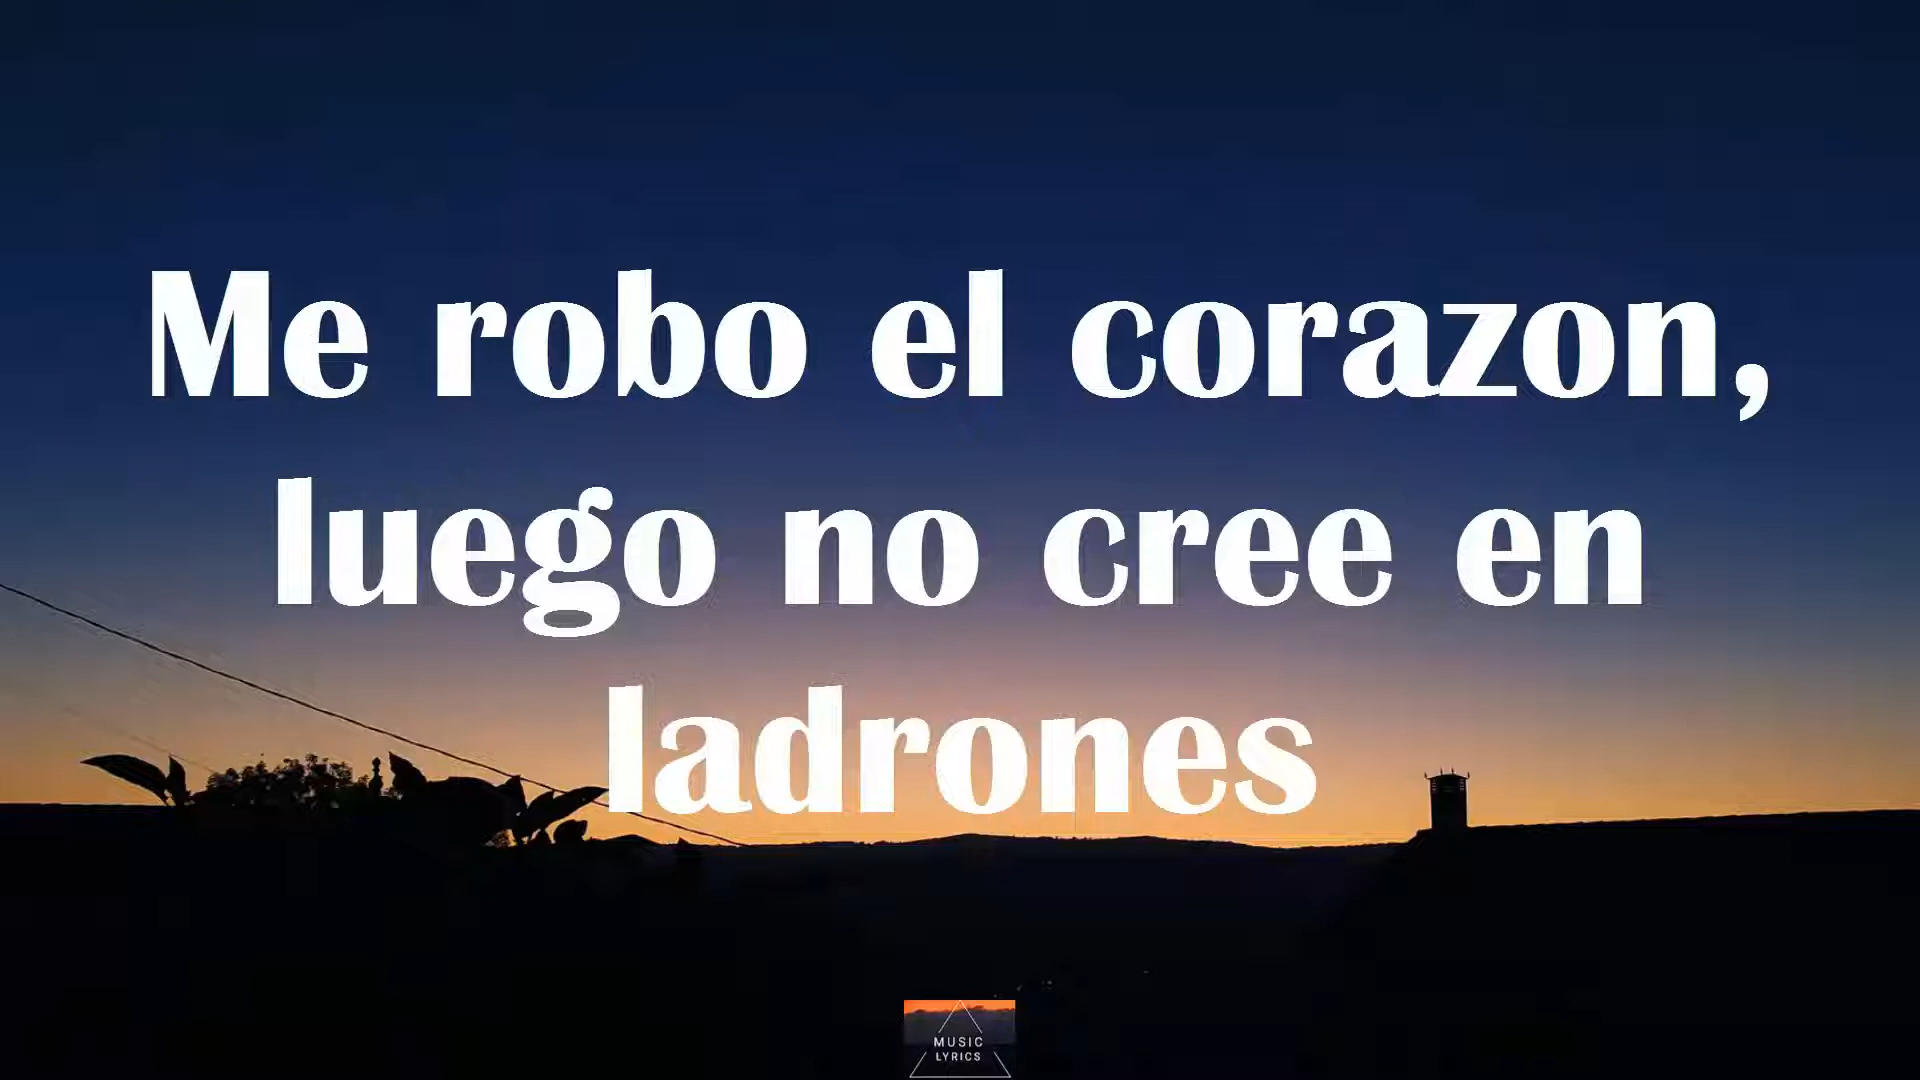 Me robo el corazon,
luego no cree en
ladrones
MUSIC
LYRICS